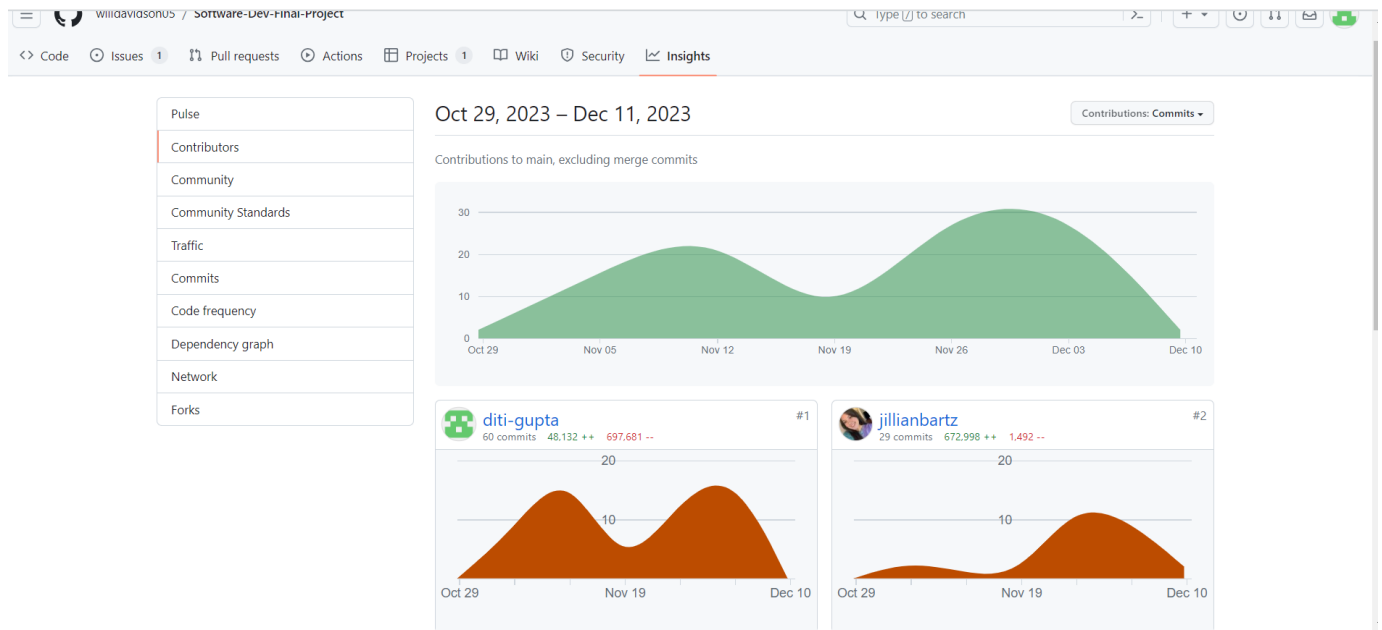 willdavidson05 / Software-Dev-Final-Project
Type / to search
Code Issues 1 Pull requests Actions Projects 1 Wiki Security Insights
Pulse
Contributors
Community
Community Standards
Traffic
Commits
Code frequency
Dependency graph
Network
Forks
Oct 29, 2023 – Dec 11, 2023
Contributions: Commits
Contributions to main, excluding merge commits
30
20
10
0
Oct 29 Nov 05 Nov 12 Nov 19 Nov 26 Dec 03 Dec 10
diti-gupta #1
60 commits 48,132 ++ 697,681 --
20
10
Oct 29 Nov 19 Dec 10
jillianbartz #2
29 commits 672,998 ++ 1,492 --
20
10
Oct 29 Nov 19 Dec 10